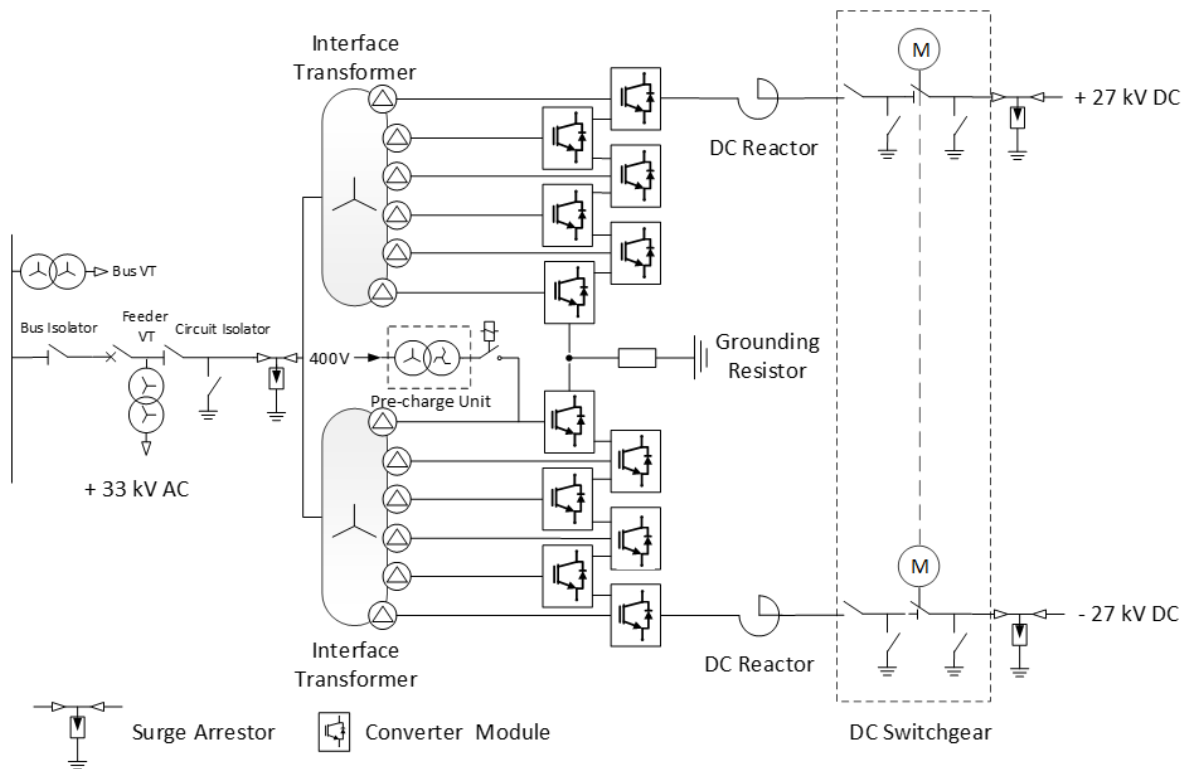 Interface
Transformer
M
+ 27 kV DC
DC Reactor
Bus VT
Bus Isolator
Feeder
VT
Circuit Isolator
400V
Pre-charge Unit
Grounding
Resistor
+ 33 kV AC
M
- 27 kV DC
DC Reactor
Interface
Transformer
Surge Arrestor
Converter Module
DC Switchgear